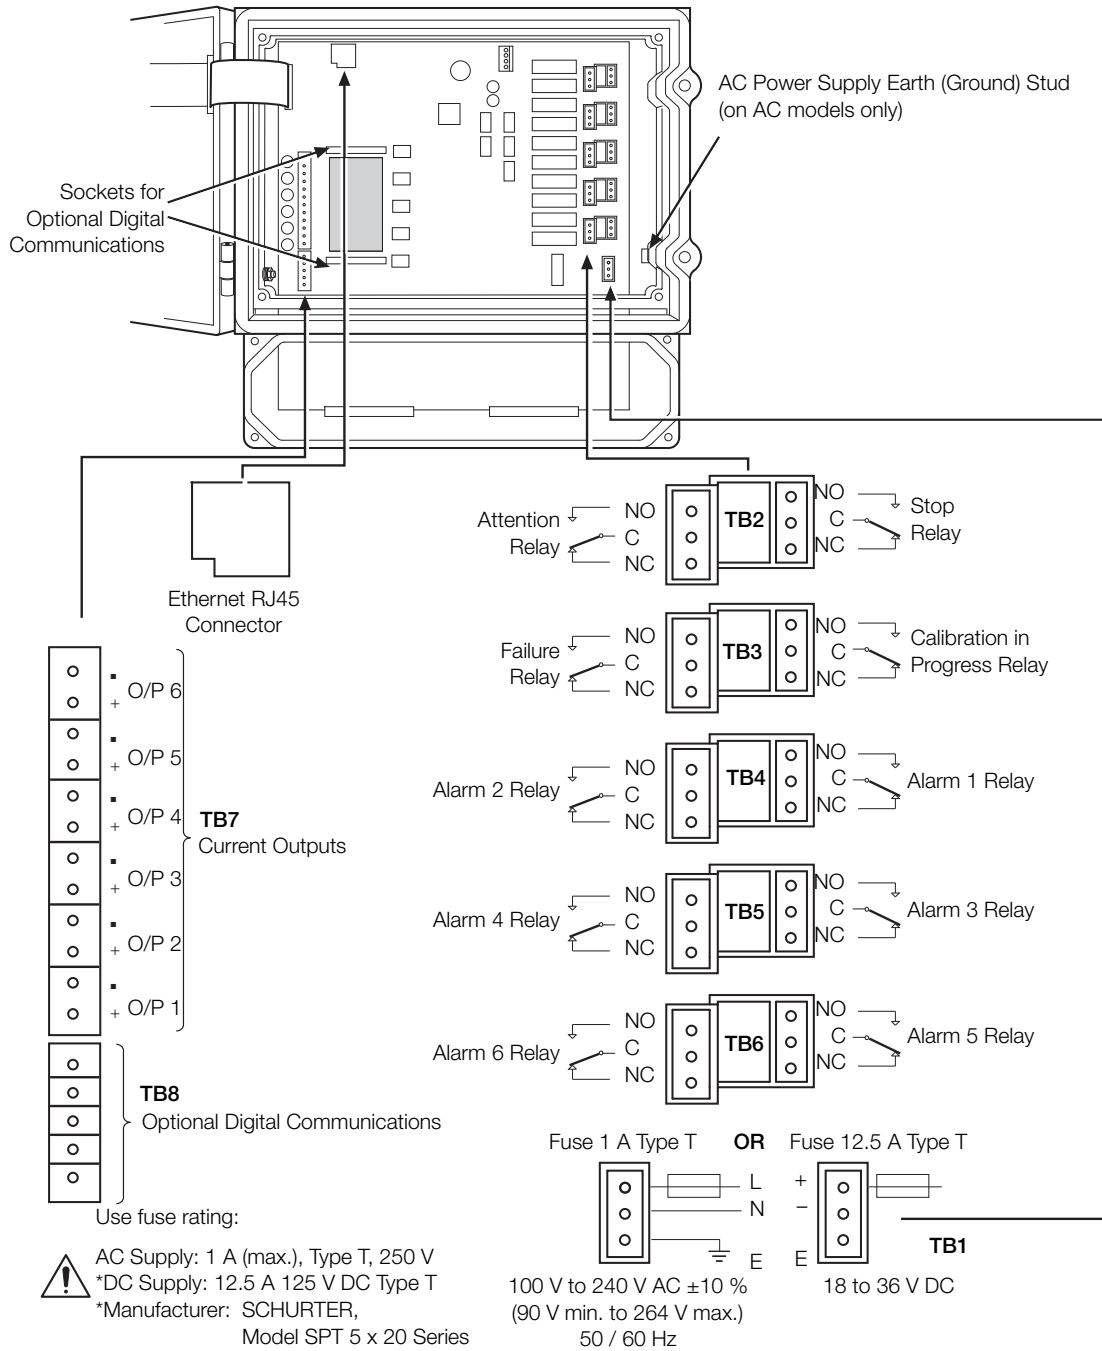 AC Power Supply Earth (Ground) Stud
(on AC models only)
Sockets for
Optional Digital
Communications
Ethernet RJ45
Connector
Attention
Relay
NO
C
NC
TB2
NO
C
NC
Stop
Relay
Failure
Relay
NO
C
NC
TB3
NO
C
NC
Calibration in
Progress Relay
Alarm 2 Relay
NO
C
NC
TB4
NO
C
NC
Alarm 1 Relay
Alarm 4 Relay
NO
C
NC
TB5
NO
C
NC
Alarm 3 Relay
Alarm 6 Relay
NO
C
NC
TB6
NO
C
NC
Alarm 5 Relay
O/P 6
+
O/P 5
+
O/P 4
+
O/P 3
+
O/P 2
+
O/P 1
+
TB7
Current Outputs
TB8
Optional Digital Communications
Fuse 1 A Type T
OR
Fuse 12.5 A Type T
L
N
E
+
–
E
TB1
100 V to 240 V AC ±10 %
(90 V min. to 264 V max.)
50 / 60 Hz
18 to 36 V DC
Use fuse rating:
AC Supply: 1 A (max.), Type T, 250 V
*DC Supply: 12.5 A 125 V DC Type T
*Manufacturer: SCHURTER,
Model SPT 5 x 20 Series